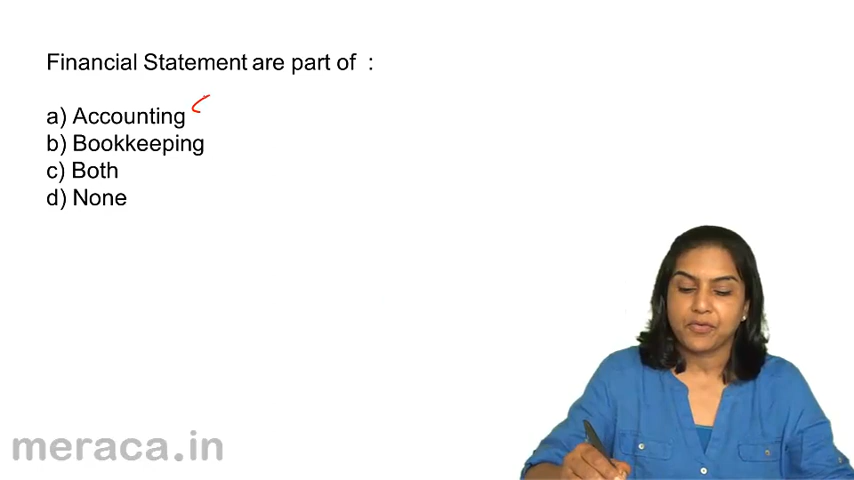 Financial Statement are part of :
a) Accounting
b) Bookkeeping
c) Both
d) None
meraca.in